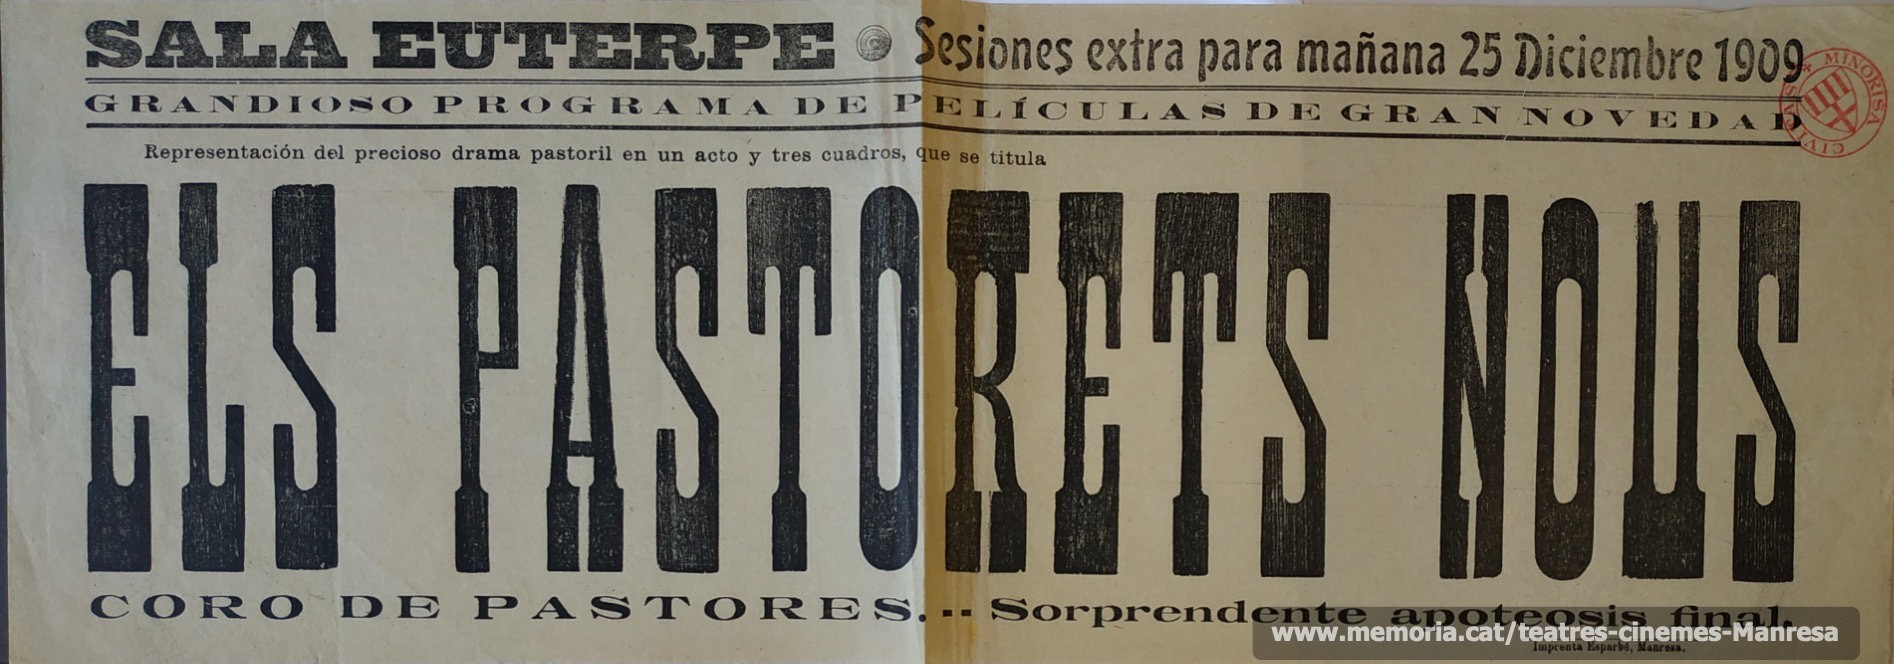 SALA EUTERPE Sesiones extra para mañana 25 Diciembre 1909
GRANDIOSO PROGRAMA DE PELÍCULAS DE GRAN NOVEDAD
CIVITAS * MINORISA
Representación del precioso drama pastoril en un acto y tres cuadros, que se titula
ELS PASTORETS NOUS
CORO DE PASTORES. -- Sorprendente apoteosis final.
www.memoria.cat/teatres-cinemes-Manresa
Imprenta Esparbé, Manresa.